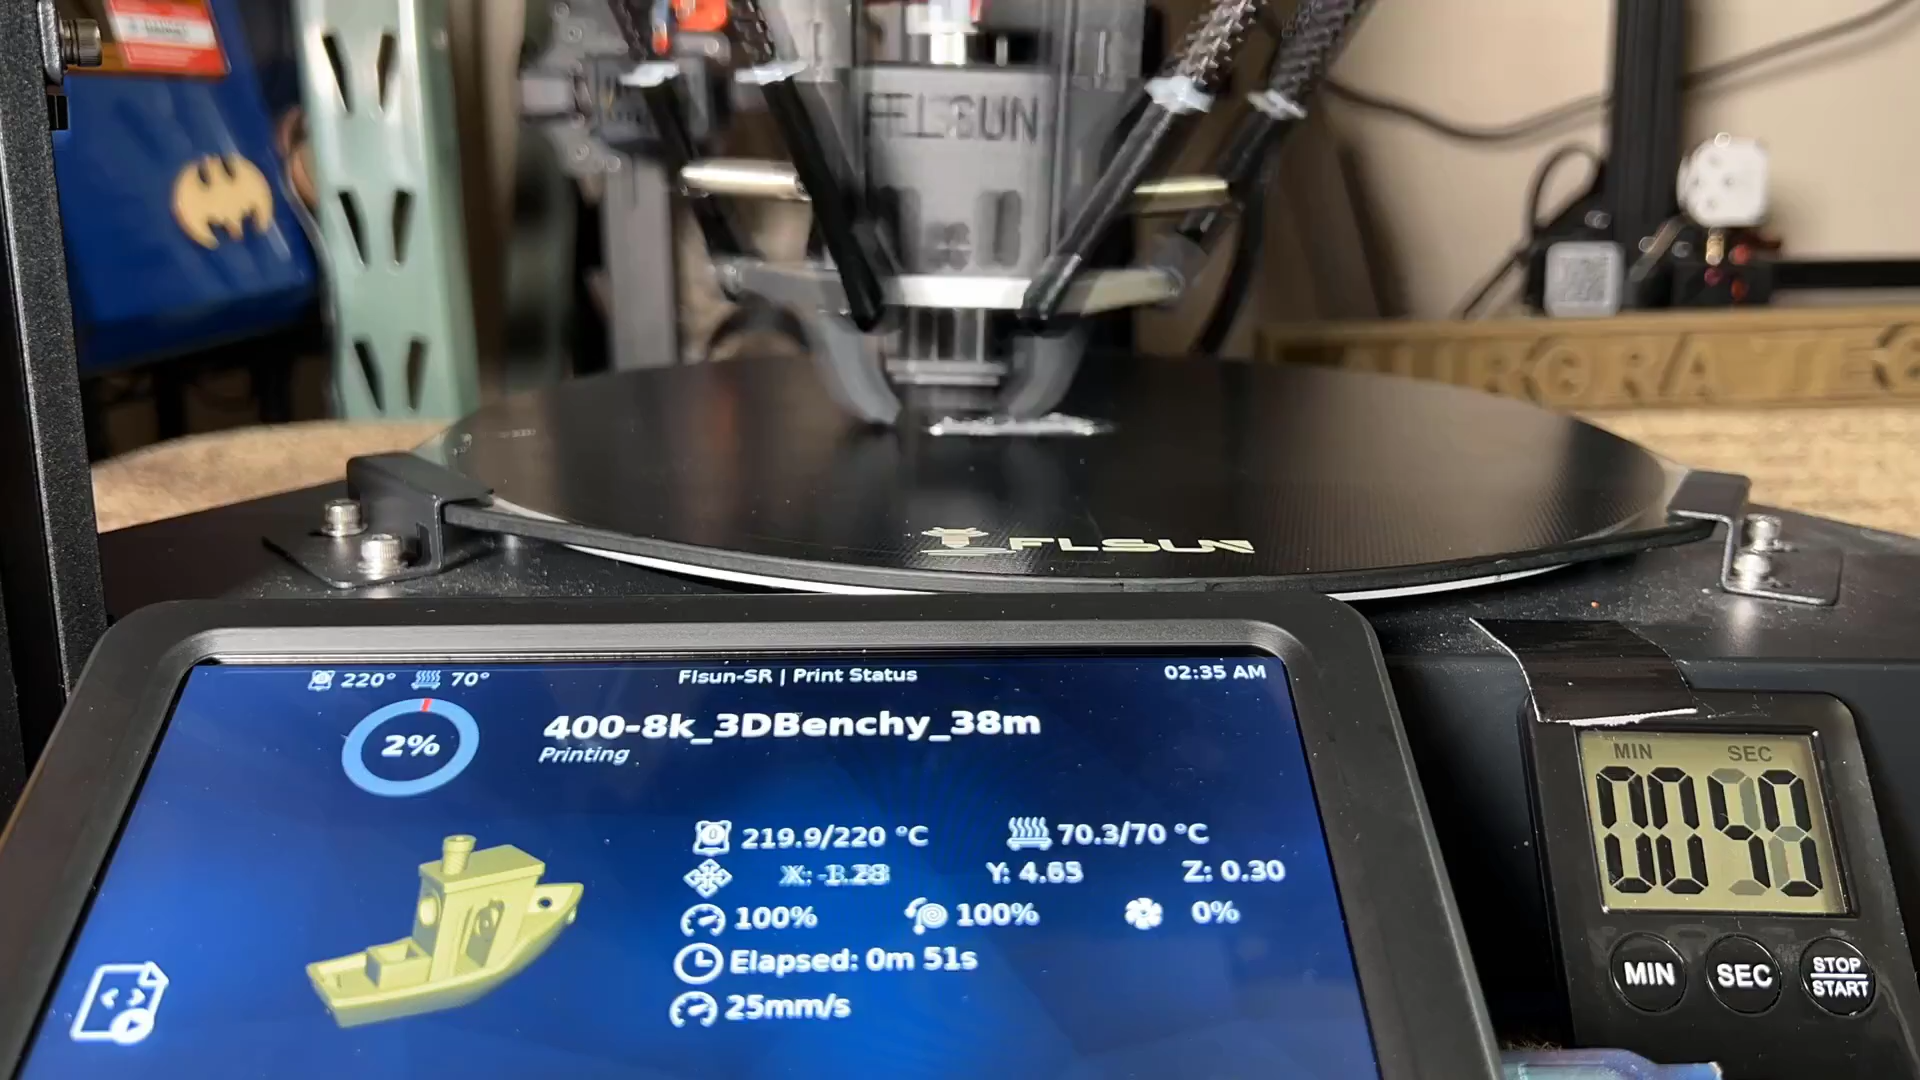 FLSUN
AURORA TEC
FLSUN
220° 70° Flsun-SR | Print Status 02:35 AM
2%
400-8k_3DBenchy_38m
Printing
219.9/220 °C 70.3/70 °C
Y: 4.65 Z: 0.30
100% 100% 0%
Elapsed: 0m 51s
25mm/s
MIN SEC
MIN SEC STOP
START